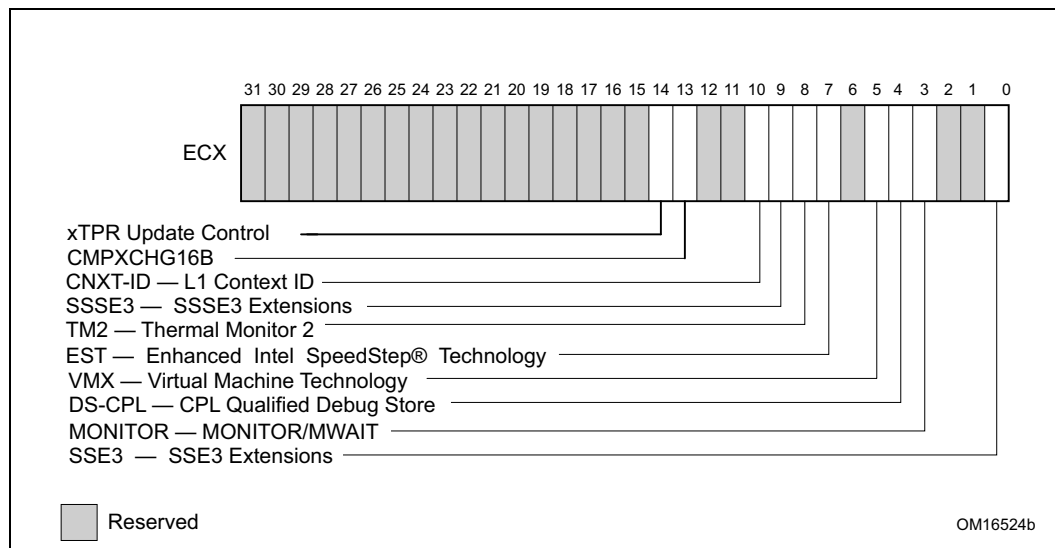 31 30 29 28 27 26 25 24 23 22 21 20 19 18 17 16 15 14 13 12 11 10 9 8 7 6 5 4 3 2 1 0
ECX
xTPR Update Control
CMPXCHG16B
CNXT-ID — L1 Context ID
SSSE3 — SSSE3 Extensions
TM2 — Thermal Monitor 2
EST — Enhanced Intel SpeedStep® Technology
VMX — Virtual Machine Technology
DS-CPL — CPL Qualified Debug Store
MONITOR — MONITOR/MWAIT
SSE3 — SSE3 Extensions
Reserved
OM16524b